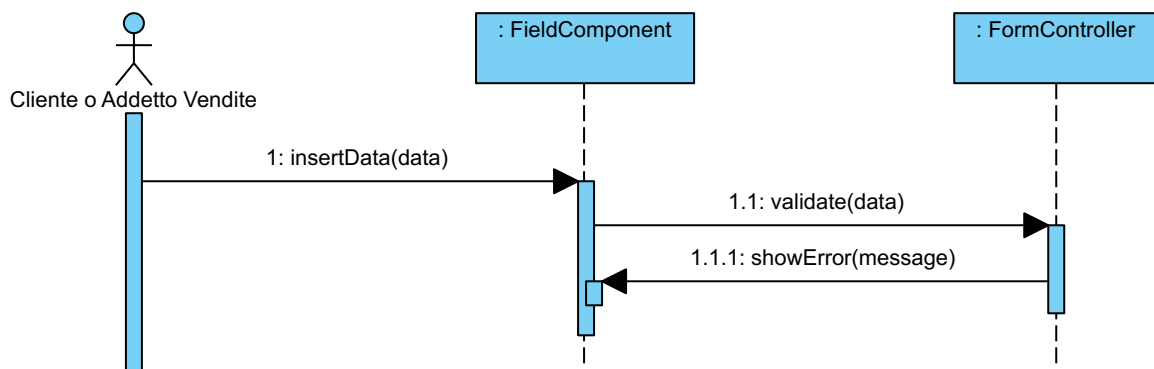 : FieldComponent
: FormController
Cliente o Addetto Vendite
1: insertData(data)
1.1: validate(data)
1.1.1: showError(message)